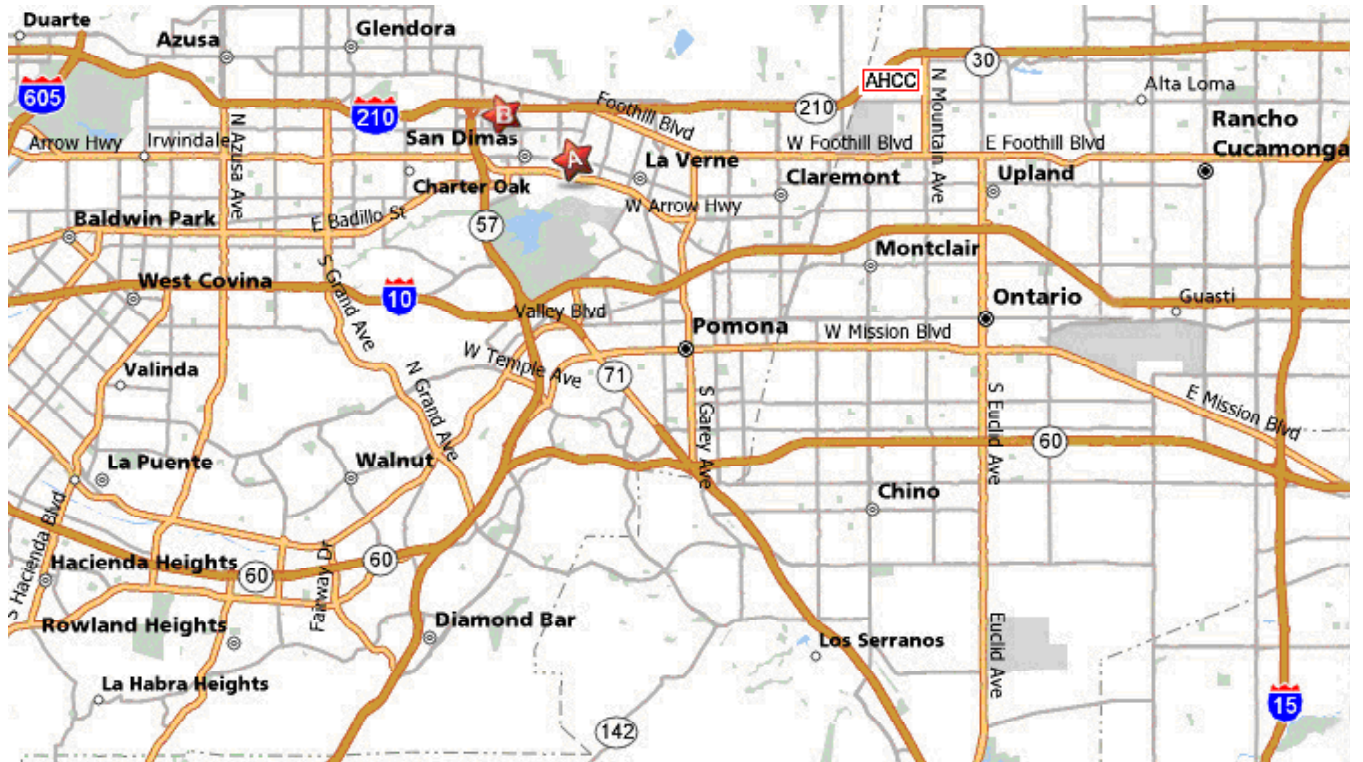 Duarte
Azusa
Glendora
30
AHCC
Alta Loma
605
210
B
Foothill Blvd
210
N Mountain Ave
Rancho
Cucamonga
Arrow Hwy
Irwindale
N Azusa Ave
San Dimas
A
La Verne
W Foothill Blvd
E Foothill Blvd
Charter Oak
Claremont
Upland
Baldwin Park
E Badillo St
57
W Arrow Hwy
Montclair
West Covina
S Grand Ave
10
Valley Blvd
Ontario
Guasti
Pomona
W Mission Blvd
Valinda
N Grand Ave
W Temple Ave
71
S Garey Ave
S Euclid Ave
E Mission Blvd
60
La Puente
Walnut
Chino
S Hacienda Blvd
Hacienda Heights
60
Fairway Dr
60
Rowland Heights
Diamond Bar
Los Serranos
Euclid Ave
La Habra Heights
142
15